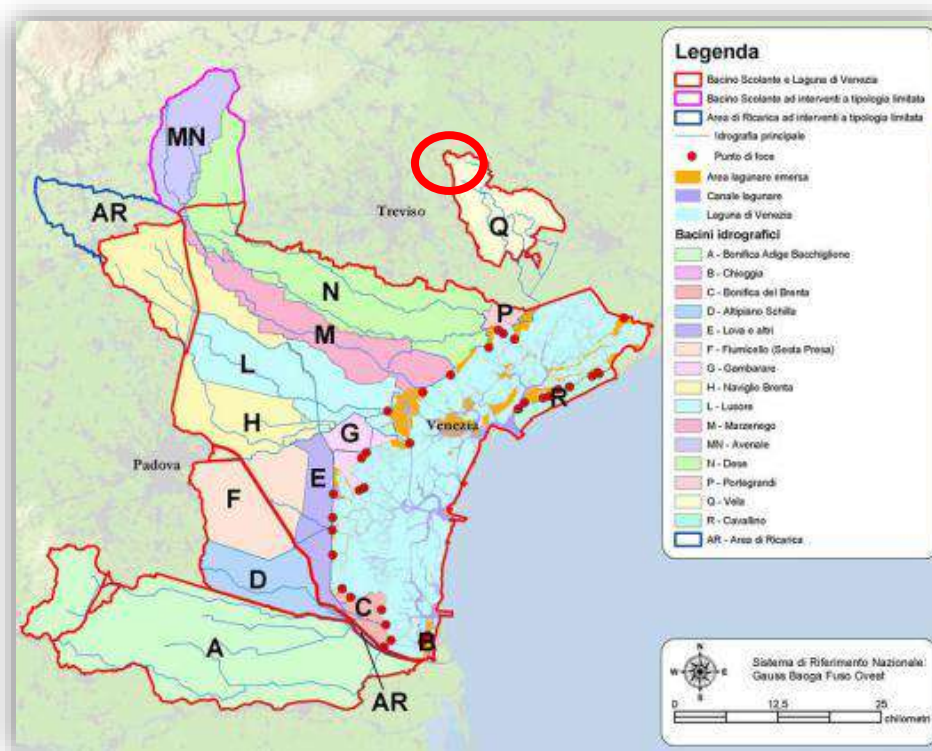 MN
AR
Treviso
Q
N
P
M
L
R
H
G
Venezia
Padova
E
F
D
C
A
B
AR
Legenda
Bacino Scolante e Laguna di Venezia
Bacino Scolante ad interventi a tipologia limitata
Area di Ricarica ad interventi a tipologia limitata
Idrografia principale
Punto di foce
Area lagunare emersa
Canale lagunare
Laguna di Venezia
Bacini idrografici
A - Bonifica Adige Bacchiglione
B - Chioggia
C - Bonifica del Brenta
D - Altipiano Schilla
E - Lova e altri
F - Fiumicello (Sesta Presa)
G - Gambarare
H - Naviglio Brenta
L - Lusore
M - Marzenego
MN - Avenale
N - Dese
P - Portegrandi
Q - Vela
R - Cavallino
AR - Area di Ricarica
N
W E
S
Sistema di Riferimento Nazionale:
Gauss Baoga Fuso Ovest
0 12,5 25
chilometri